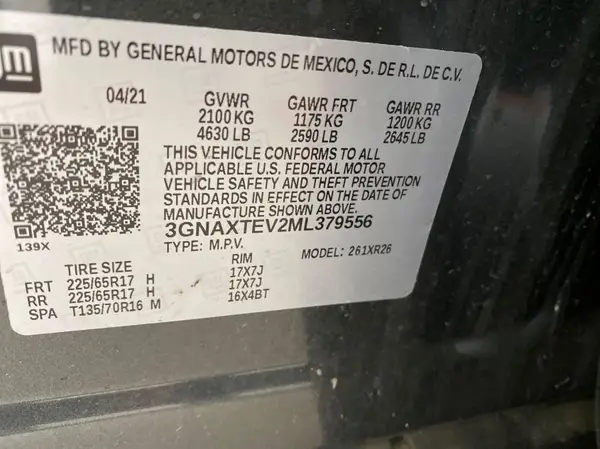 gm
MFD BY GENERAL MOTORS DE MEXICO, S. DE R.L. DE C.V.
04/21 GVWR GAWR FRT GAWR RR
2100 KG 1175 KG 1200 KG
4630 LB 2590 LB 2645 LB
THIS VEHICLE CONFORMS TO ALL
APPLICABLE U.S. FEDERAL MOTOR
VEHICLE SAFETY AND THEFT PREVENTION
STANDARDS IN EFFECT ON THE DATE OF
MANUFACTURE SHOWN ABOVE.
139X 3GNAXTEV2ML379556
TYPE: M.P.V. MODEL: 261XR26
TIRE SIZE RIM
FRT 225/65R17 H 17X7J
RR 225/65R17 H 17X7J
SPA T135/70R16 M 16X4BT